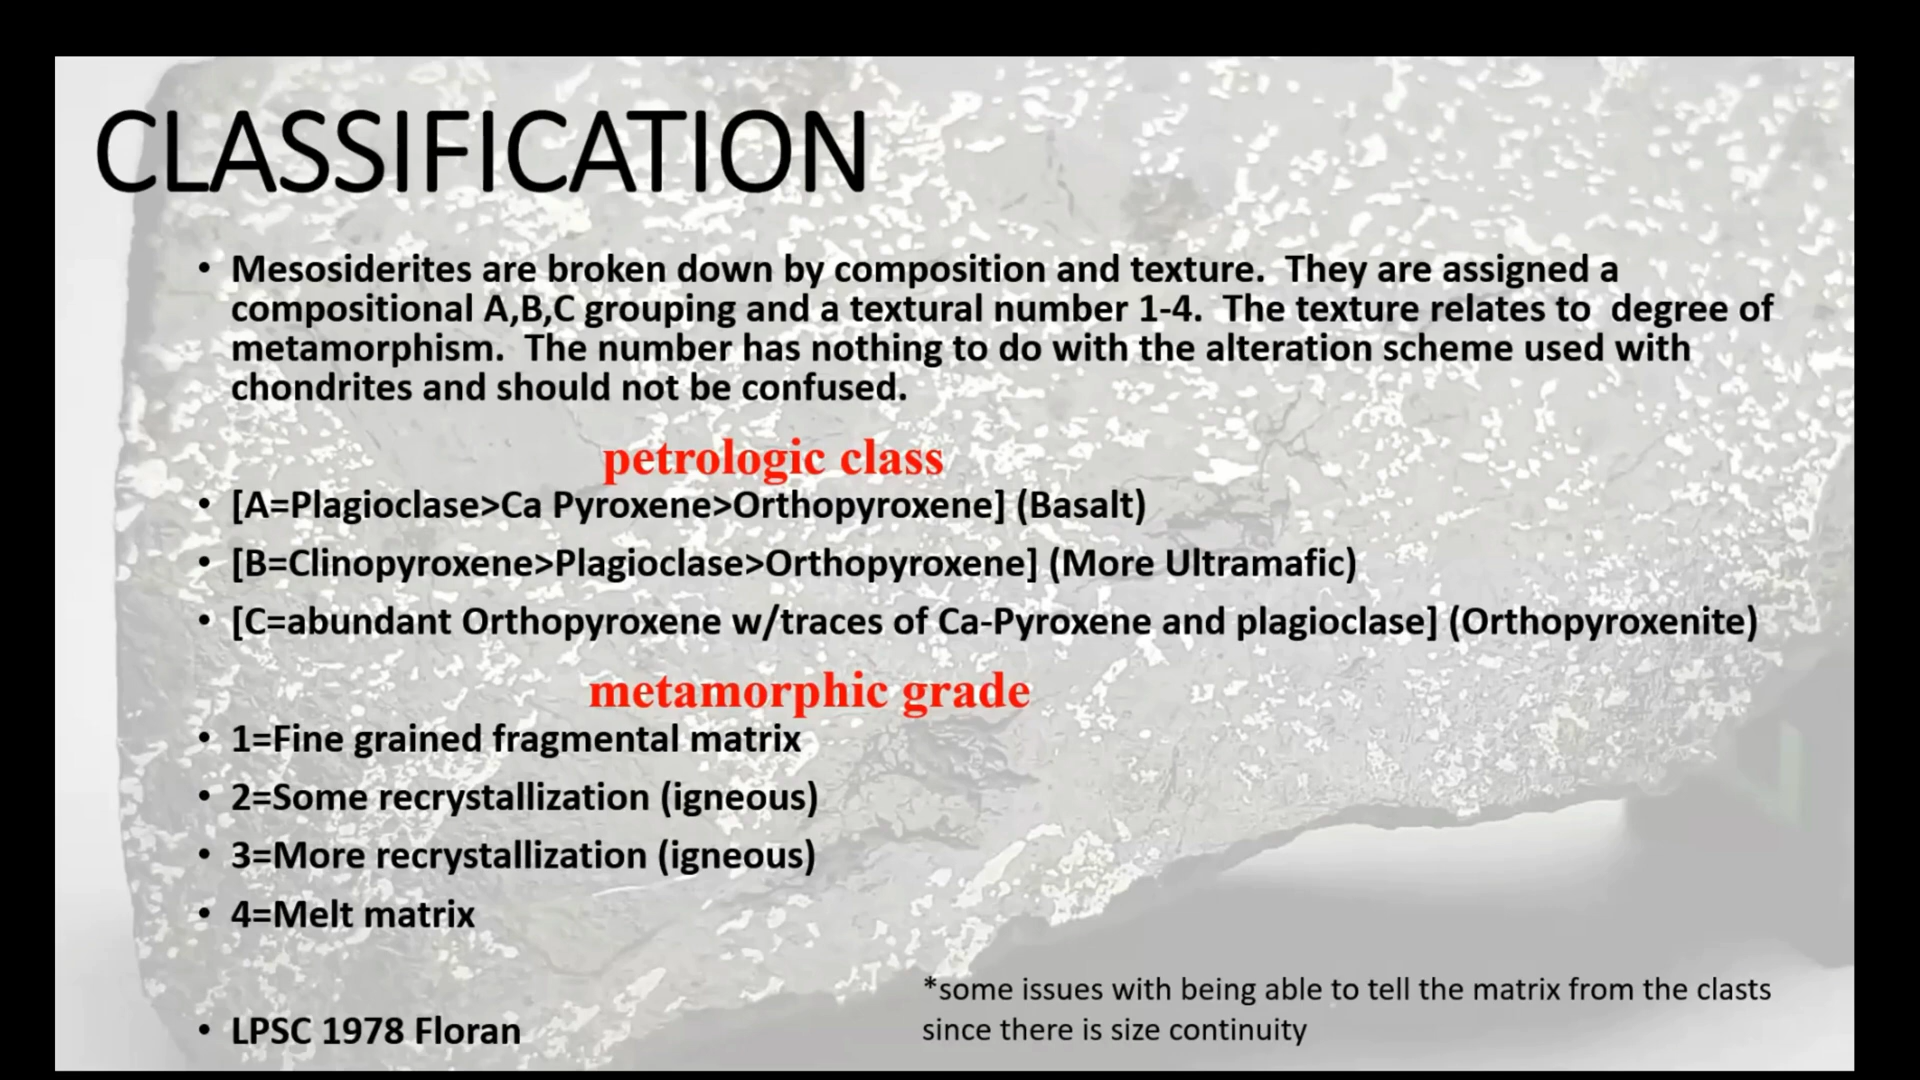 CLASSIFICATION
• Mesosiderites are broken down by composition and texture.  They are assigned a
compositional A,B,C grouping and a textural number 1-4.  The texture relates to  degree of
metamorphism.  The number has nothing to do with the alteration scheme used with
chondrites and should not be confused.
petrologic class
• [A=Plagioclase>Ca Pyroxene>Orthopyroxene] (Basalt)
• [B=Clinopyroxene>Plagioclase>Orthopyroxene] (More Ultramafic)
• [C=abundant Orthopyroxene w/traces of Ca-Pyroxene and plagioclase] (Orthopyroxenite)
metamorphic grade
• 1=Fine grained fragmental matrix
• 2=Some recrystallization (igneous)
• 3=More recrystallization (igneous)
• 4=Melt matrix
• LPSC 1978 Floran
*some issues with being able to tell the matrix from the clasts
since there is size continuity